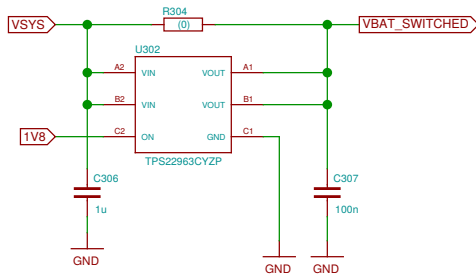 R304
VSYS
(0)
VBAT_SWITCHED
U302
A2 VIN VOUT A1
B2 VIN VOUT B1
1V8
C2 ON GND C1
TPS22963CYZP
C306
C307
1u
100n
GND
GND
GND